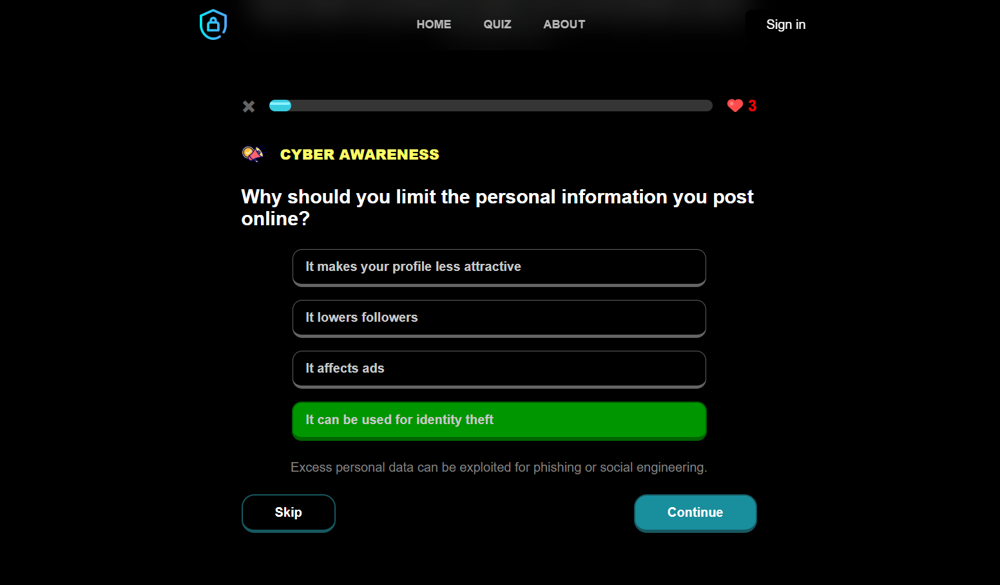 HOME QUIZ ABOUT Sign in
3
CYBER AWARENESS
Why should you limit the personal information you post
online?
It makes your profile less attractive
It lowers followers
It affects ads
It can be used for identity theft
Excess personal data can be exploited for phishing or social engineering.
Skip Continue